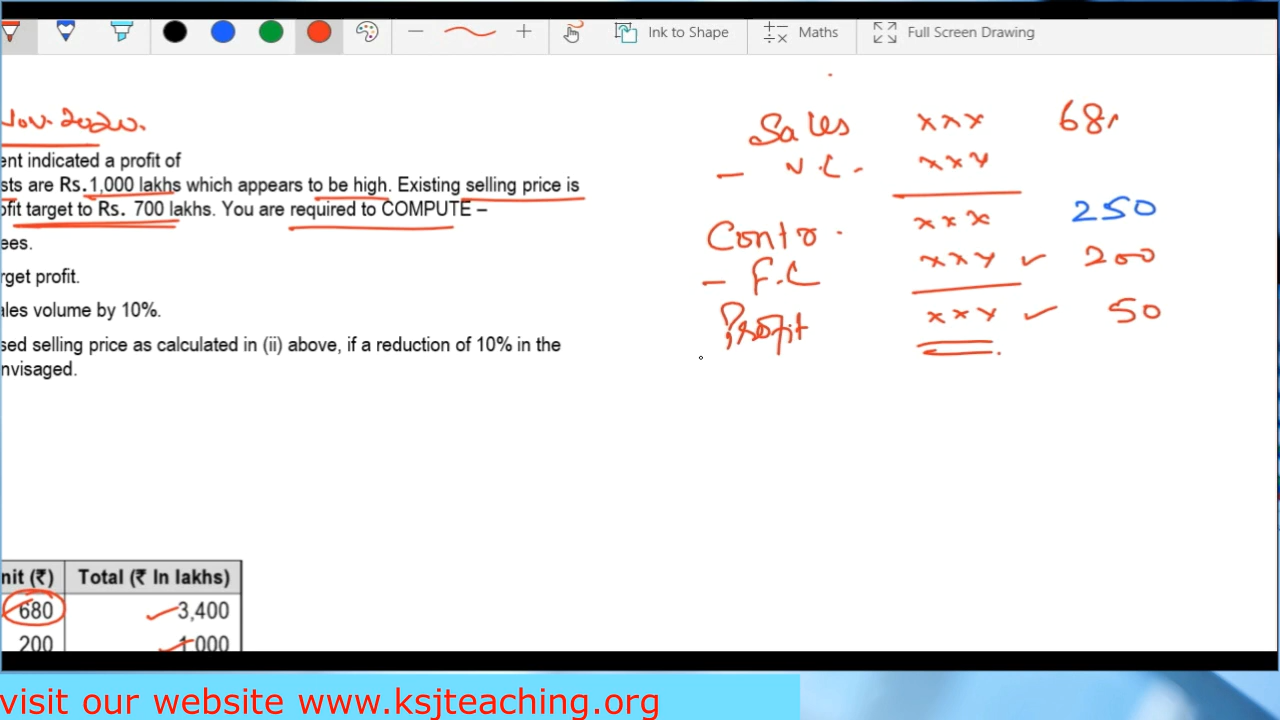 Ink to Shape Maths Full Screen Drawing
Nov. 2020.
Sales xxx 68
ent indicated a profit of
- V.C. xxx
sts are Rs.1,000 lakhs which appears to be high. Existing selling price is
fit target to Rs. 700 lakhs. You are required to COMPUTE –
Contr. xxx 250
ees.
- F.C xxx ✓ 200
rget profit.
Profit xxx ✓ 50
ales volume by 10%.
sed selling price as calculated in (ii) above, if a reduction of 10% in the
nvisaged.
nit (₹) Total (₹ In lakhs)
680 3,400
200 1,000
visit our website www.ksjteaching.org